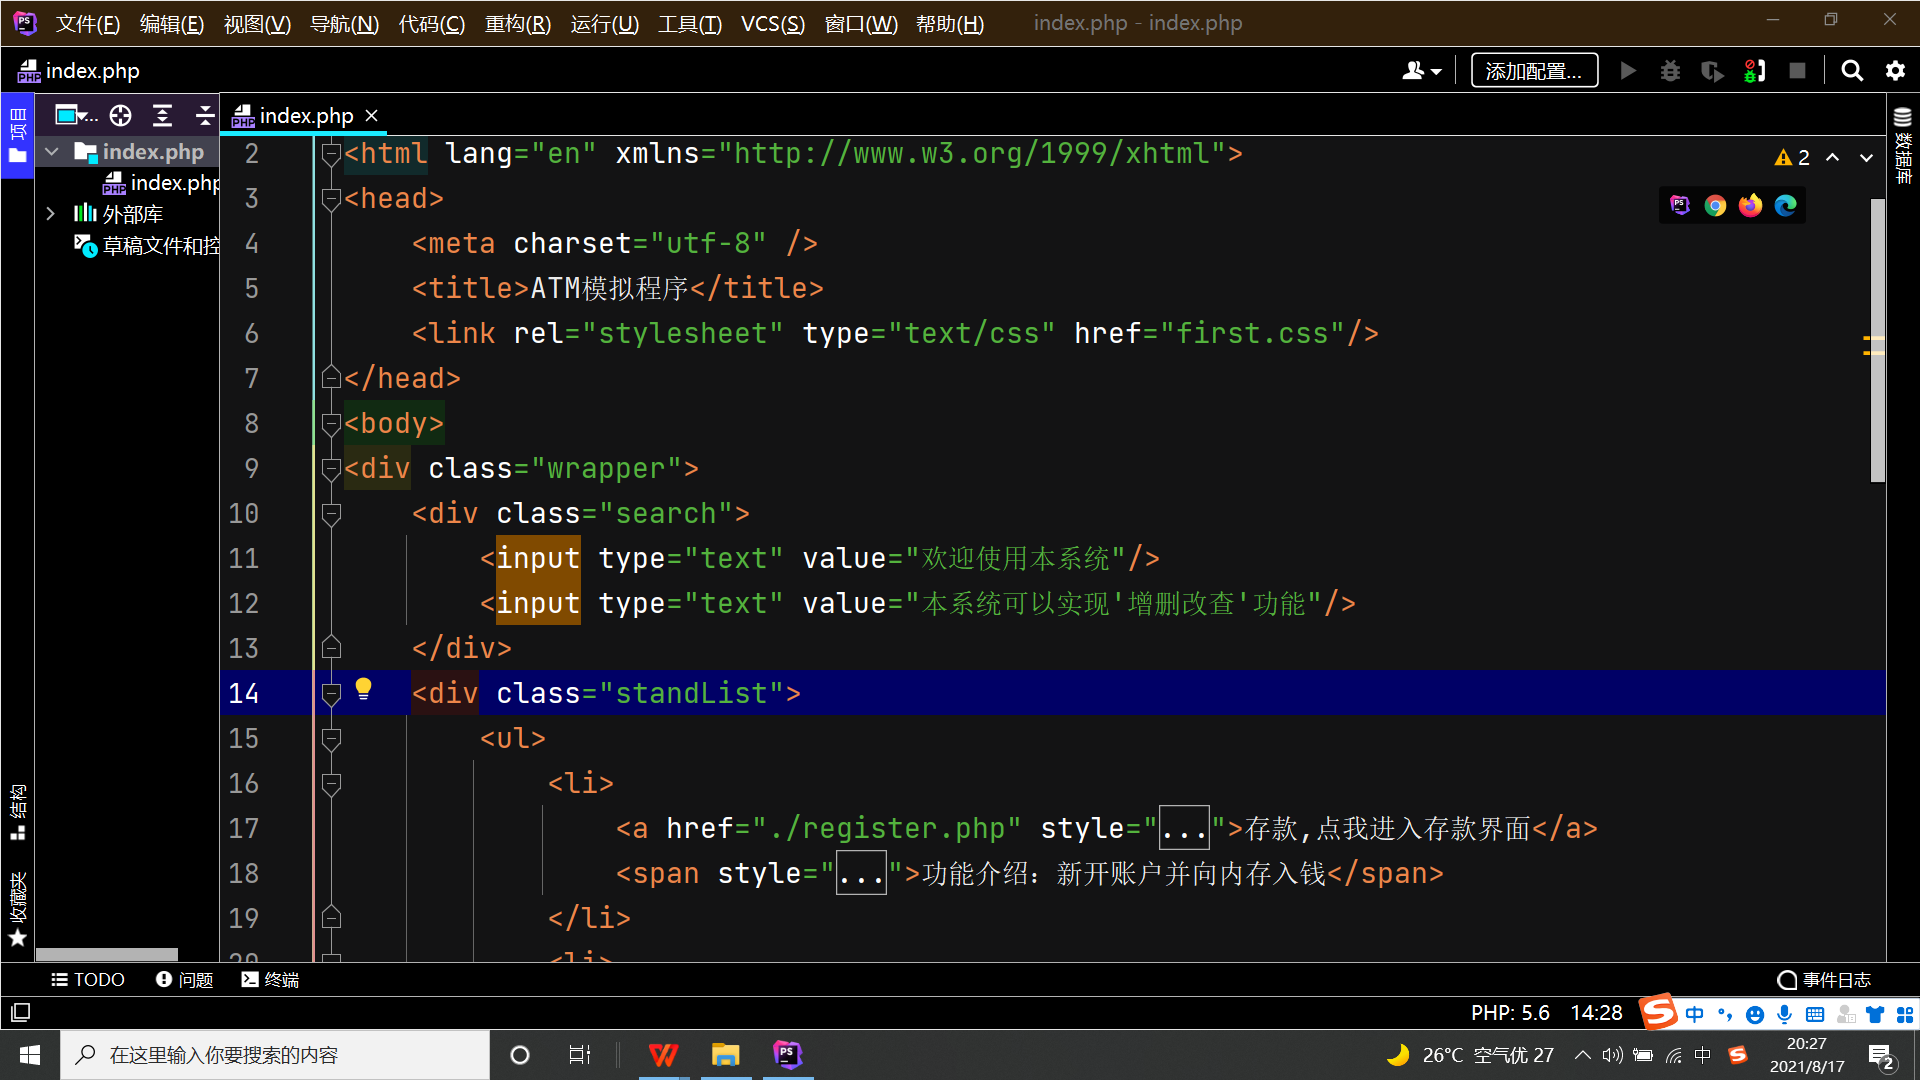 文件(F) 编辑(E) 视图(V) 导航(N) 代码(C) 重构(R) 运行(U) 工具(T) VCS(S) 窗口(W) 帮助(H) index.php - index.php
index.php 添加配置...
项目
index.php
index.php
index.php
外部库
草稿文件和控
2 <html lang="en" xmlns="http://www.w3.org/1999/xhtml">
3 <head>
4 <meta charset="utf-8" />
5 <title>ATM模拟程序</title>
6 <link rel="stylesheet" type="text/css" href="first.css"/>
7 </head>
8 <body>
9 <div class="wrapper">
10 <div class="search">
11 <input type="text" value="欢迎使用本系统"/>
12 <input type="text" value="本系统可以实现'增删改查'功能"/>
13 </div>
14 <div class="standList">
15 <ul>
16 <li>
17 <a href="./register.php" style="...">存款,点我进入存款界面</a>
18 <span style="...">功能介绍：新开账户并向内存入钱</span>
19 </li>
20 <li>
2
数据库
结构
收藏夹
TODO 问题 终端 事件日志
PHP: 5.6 14:28 中
在这里输入你要搜索的内容
26°C 空气优 27 中
20:27
2021/8/17
2